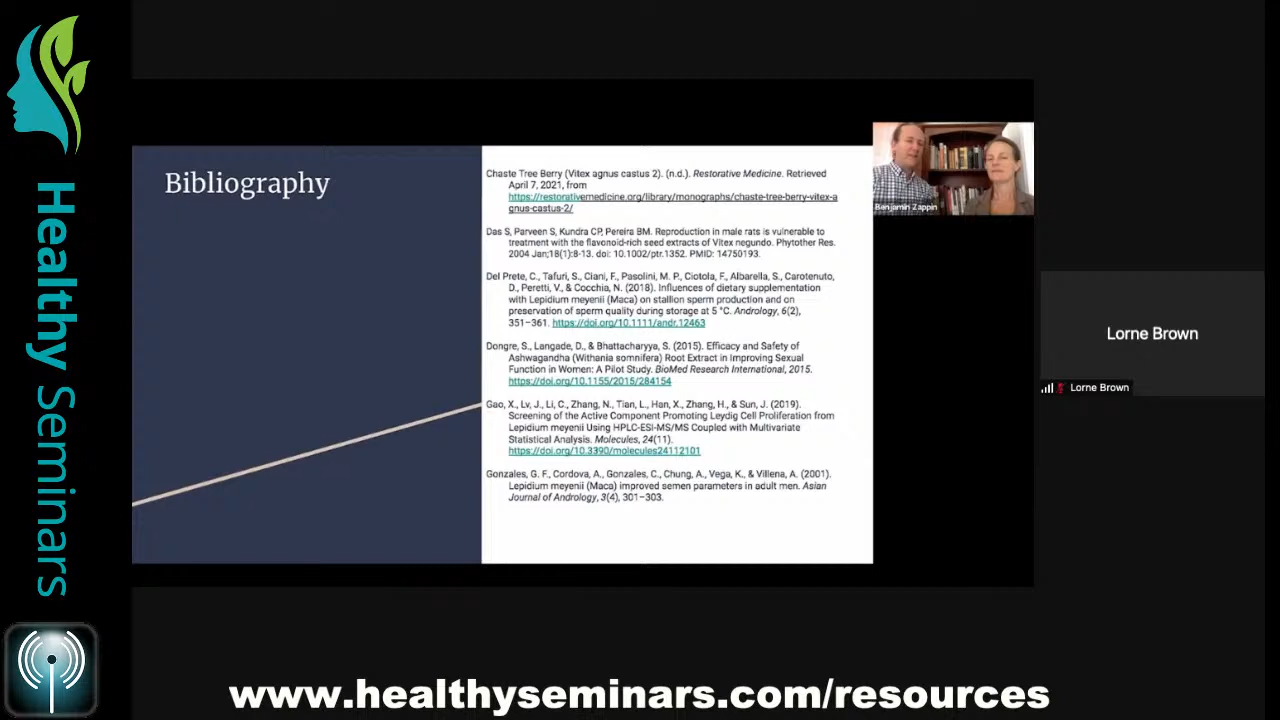 Healthy Seminars
Bibliography
Chaste Tree Berry (Vitex agnus castus 2). (n.d.). Restorative Medicine. Retrieved
April 7, 2021, from
https://restorativemedicine.org/library/monographs/chaste-tree-berry-vitex-a
gnus-castus-2/
Das S, Parveen S, Kundra CP, Pereira BM. Reproduction in male rats is vulnerable to
treatment with the flavonoid-rich seed extracts of Vitex negundo. Phytother Res.
2004 Jan;18(1):8-13. doi: 10.1002/ptr.1352. PMID: 14750193.
Del Prete, C., Tafuri, S., Ciani, F., Pasolini, M. P., Ciotola, F., Albarella, S., Carotenuto,
D., Peretti, V., & Cocchia, N. (2018). Influences of dietary supplementation
with Lepidium meyenii (Maca) on stallion sperm production and on
preservation of sperm quality during storage at 5 °C. Andrology, 6(2),
351–361. https://doi.org/10.1111/andr.12463
Dongre, S., Langade, D., & Bhattacharyya, S. (2015). Efficacy and Safety of
Ashwagandha (Withania somnifera) Root Extract in Improving Sexual
Function in Women: A Pilot Study. BioMed Research International, 2015.
https://doi.org/10.1155/2015/284154
Gao, X., Lv, J., Li, C., Zhang, N., Tian, L., Han, X., Zhang, H., & Sun, J. (2019).
Screening of the Active Component Promoting Leydig Cell Proliferation from
Lepidium meyenii Using HPLC-ESI-MS/MS Coupled with Multivariate
Statistical Analysis. Molecules, 24(11).
https://doi.org/10.3390/molecules24112101
Gonzales, G. F., Cordova, A., Gonzales, C., Chung, A., Vega, K., & Villena, A. (2001).
Lepidium meyenii (Maca) improved semen parameters in adult men. Asian
Journal of Andrology, 3(4), 301–303.
Benjamin Zappin
Lorne Brown
Lorne Brown
www.healthyseminars.com/resources